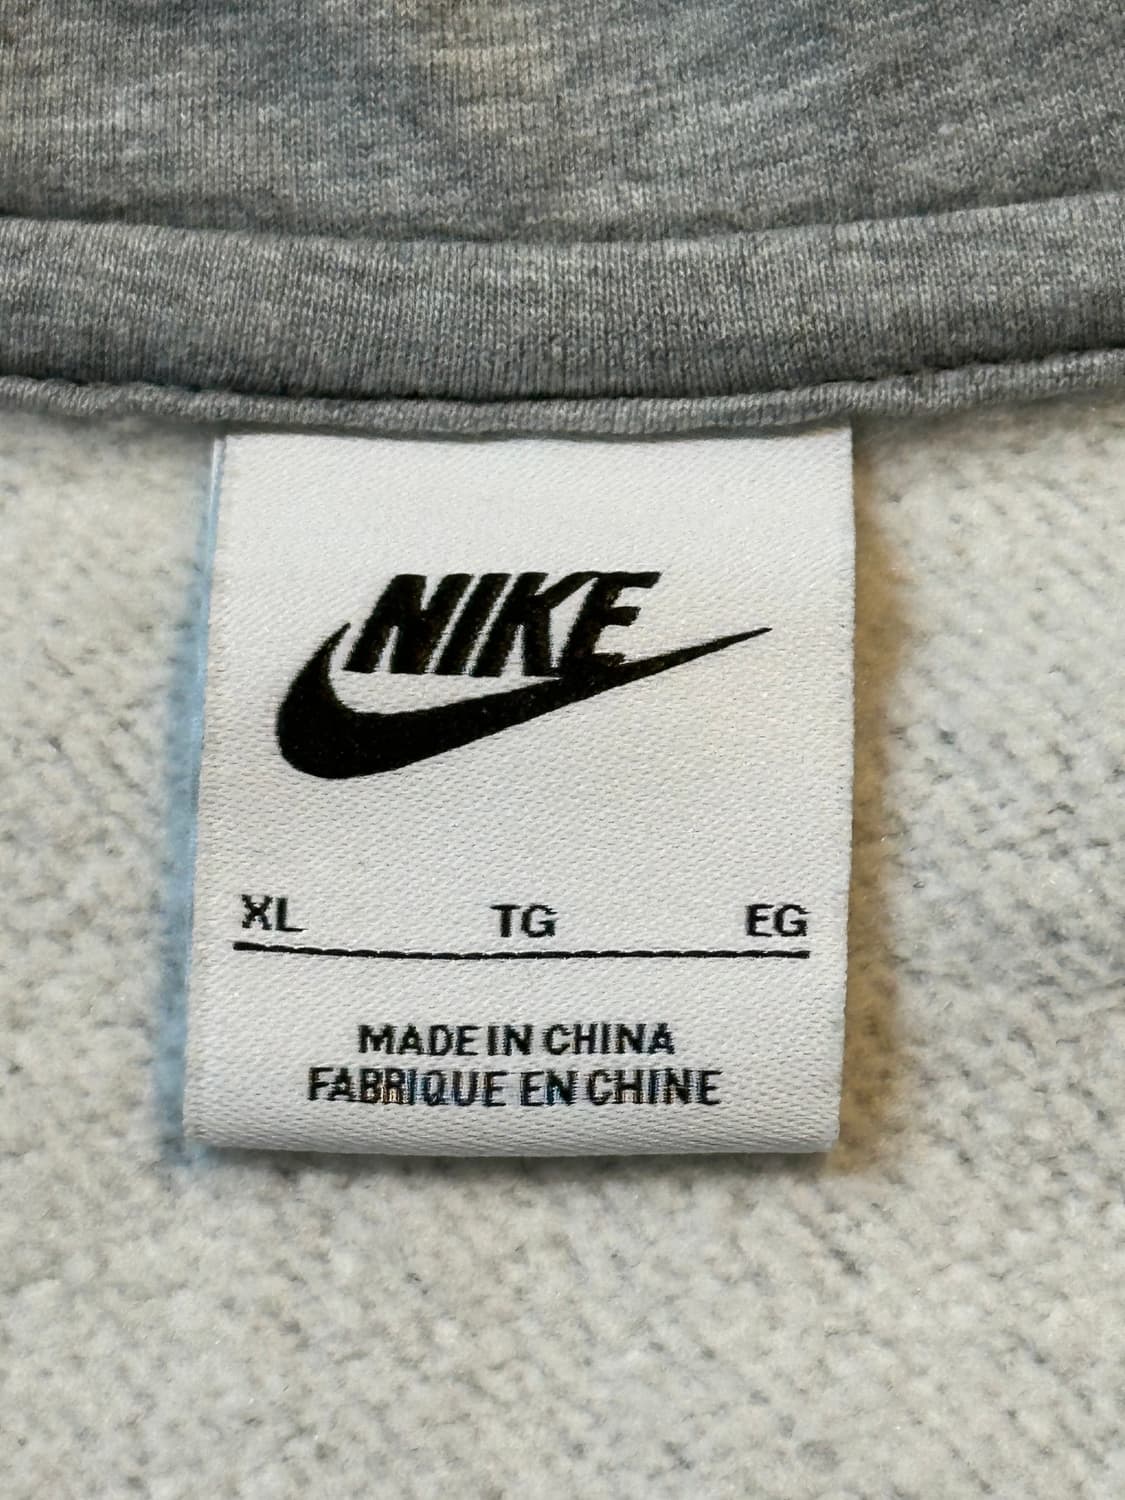 NIKE
XL TG EG
MADE IN CHINA
FABRIQUE EN CHINE